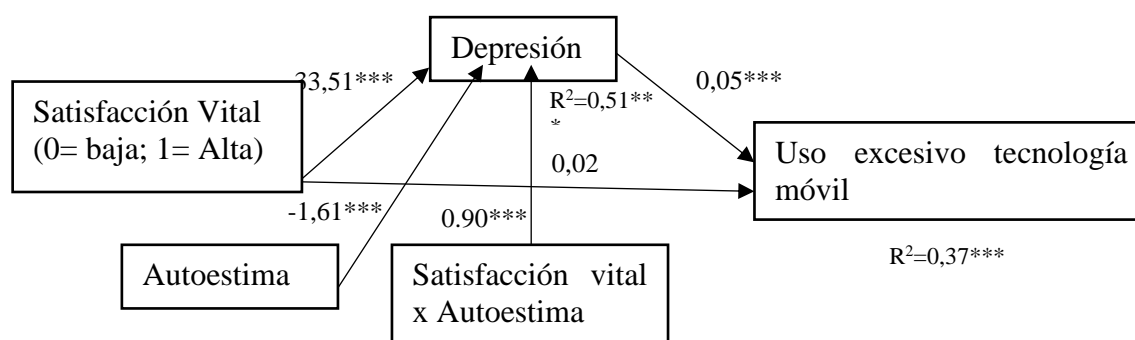 Depresión
33,51***
0,05***
Satisfacción Vital
(0= baja; 1= Alta)
R²=0,51**
*
Uso excesivo tecnología
móvil
0,02
-1,61***
0.90***
R²=0,37***
Autoestima
Satisfacción vital
x Autoestima